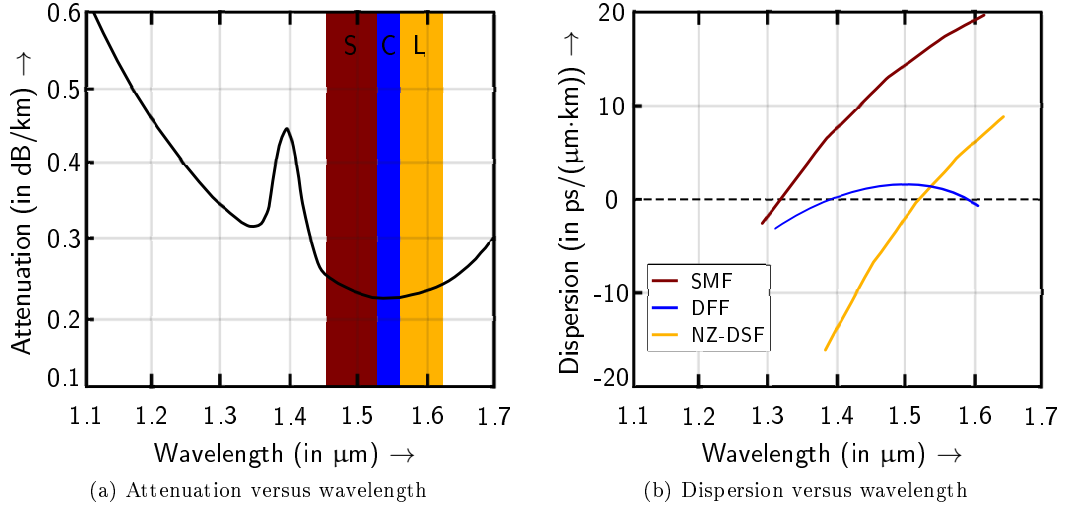 Attenuation (in dB/km) →
0.6
0.5
0.4
0.3
0.2
0.1
S C L
1.1 1.2 1.3 1.4 1.5 1.6 1.7
Wavelength (in μm) →
(a) Attenuation versus wavelength
Dispersion (in ps/(μm·km)) →
20
10
0
-10
-20
SMF
DFF
NZ-DSF
1.1 1.2 1.3 1.4 1.5 1.6 1.7
Wavelength (in μm) →
(b) Dispersion versus wavelength